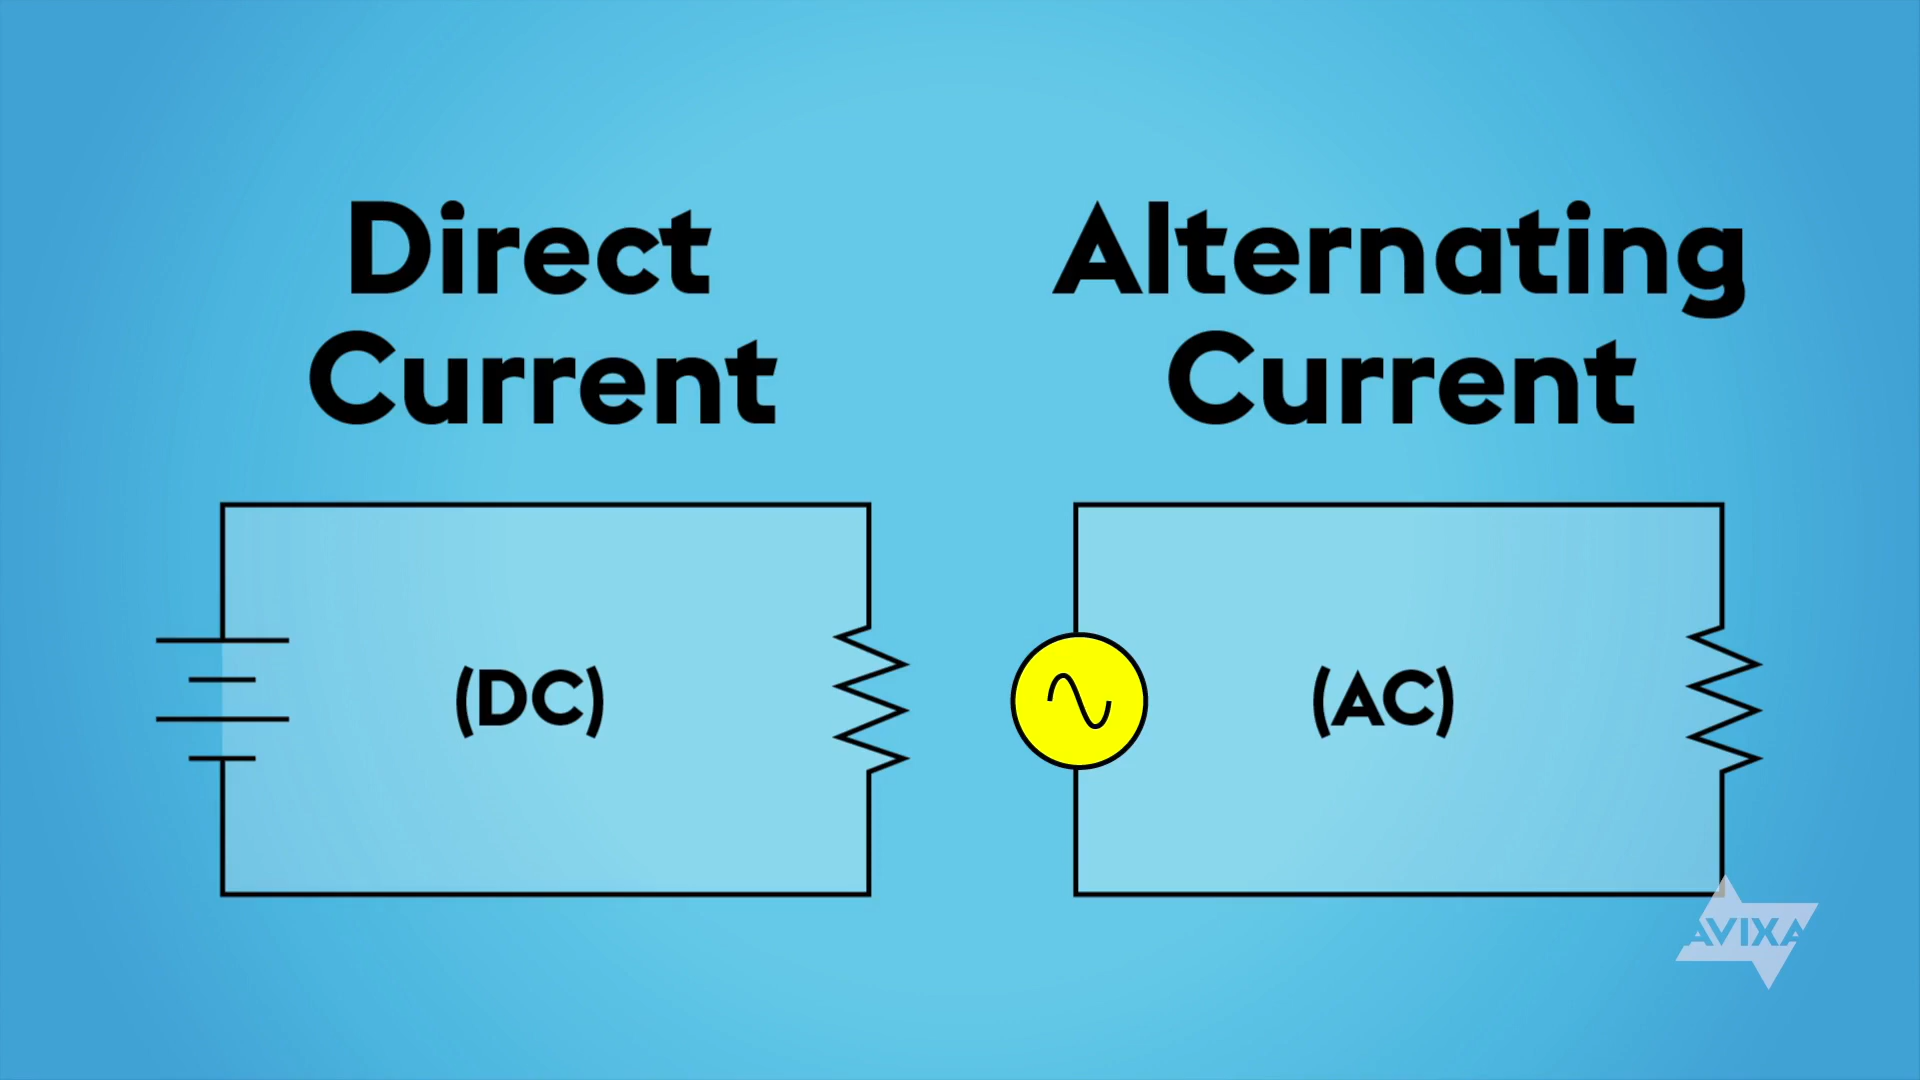 Direct
Current
(DC)
Alternating
Current
(AC)
AVIXA